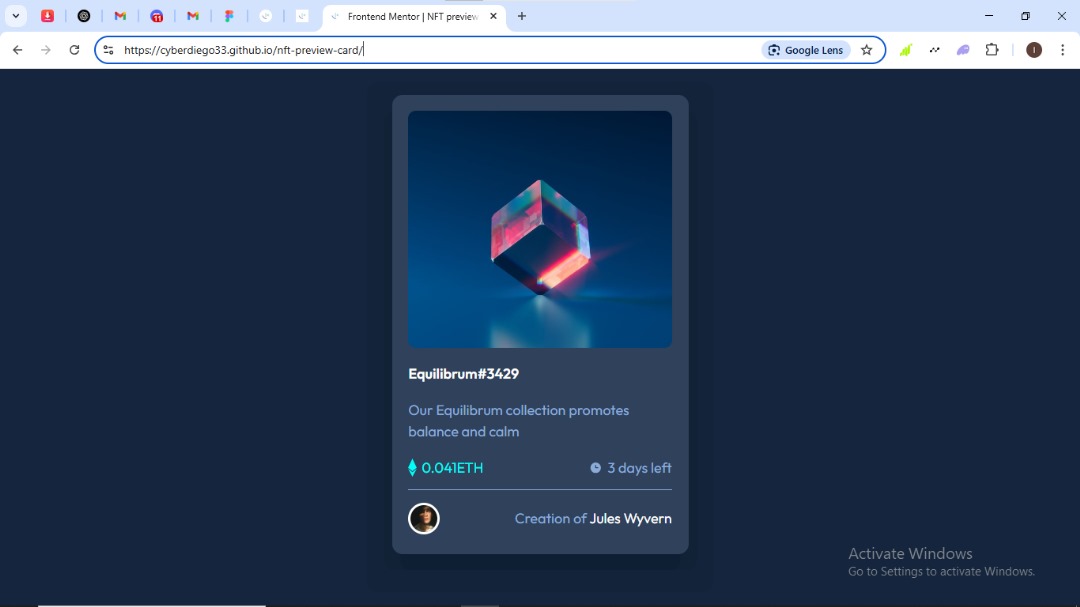 11
Frontend Mentor | NFT preview
https://cyberdiego33.github.io/nft-preview-card/
Google Lens
I
Equilibrum#3429
Our Equilibrum collection promotes
balance and calm
0.041ETH
3 days left
Creation of Jules Wyvern
Activate Windows
Go to Settings to activate Windows.